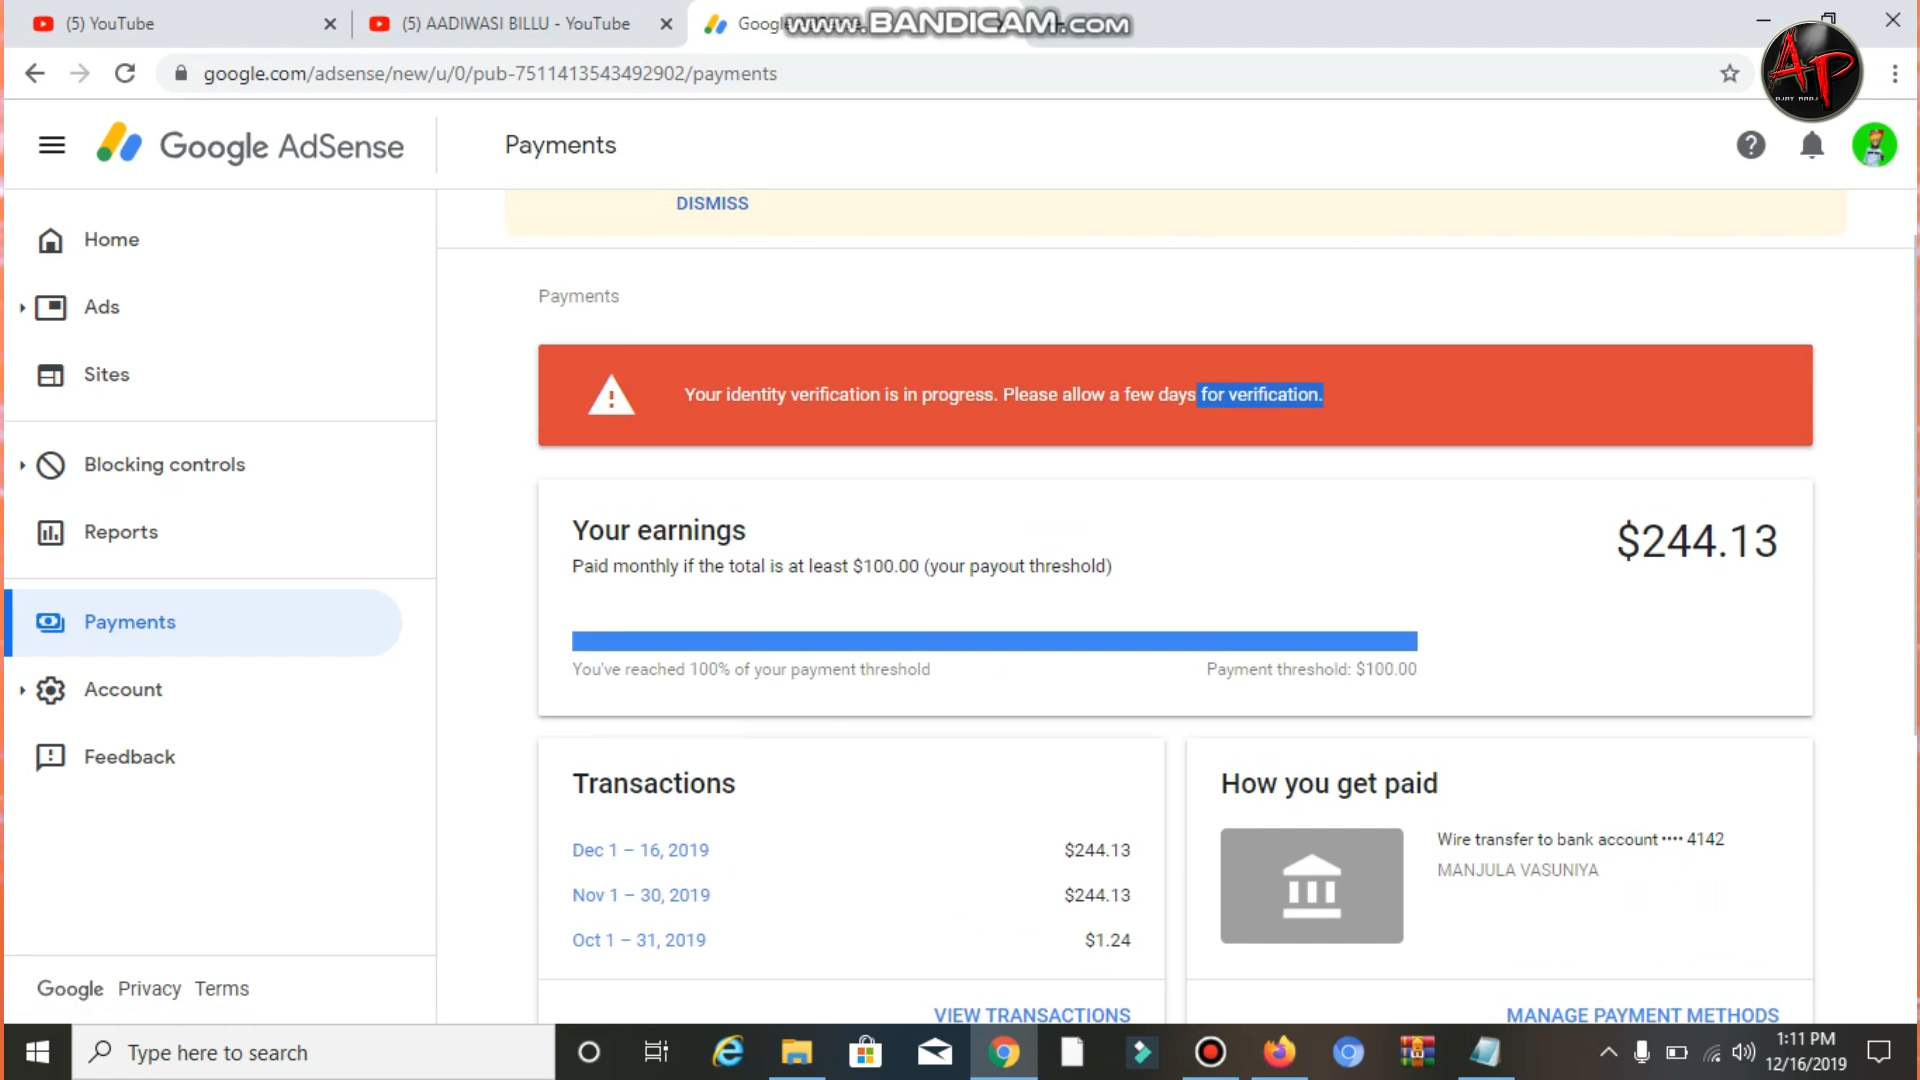 (5) YouTube
(5) AADIWASI BILLU - YouTube
www.BANDICAM.com
google.com/adsense/new/u/0/pub-7511413543492902/payments
AP
Google AdSense
Payments
DISMISS
Home
Ads
Sites
Blocking controls
Reports
Payments
Account
Feedback
Google Privacy Terms
Payments
Your identity verification is in progress. Please allow a few days for verification.
Your earnings
$244.13
Paid monthly if the total is at least $100.00 (your payout threshold)
You've reached 100% of your payment threshold
Payment threshold: $100.00
Transactions
Dec 1 – 16, 2019 $244.13
Nov 1 – 30, 2019 $244.13
Oct 1 – 31, 2019 $1.24
VIEW TRANSACTIONS
How you get paid
Wire transfer to bank account •••• 4142
MANJULA VASUNIYA
MANAGE PAYMENT METHODS
Type here to search
1:11 PM
12/16/2019